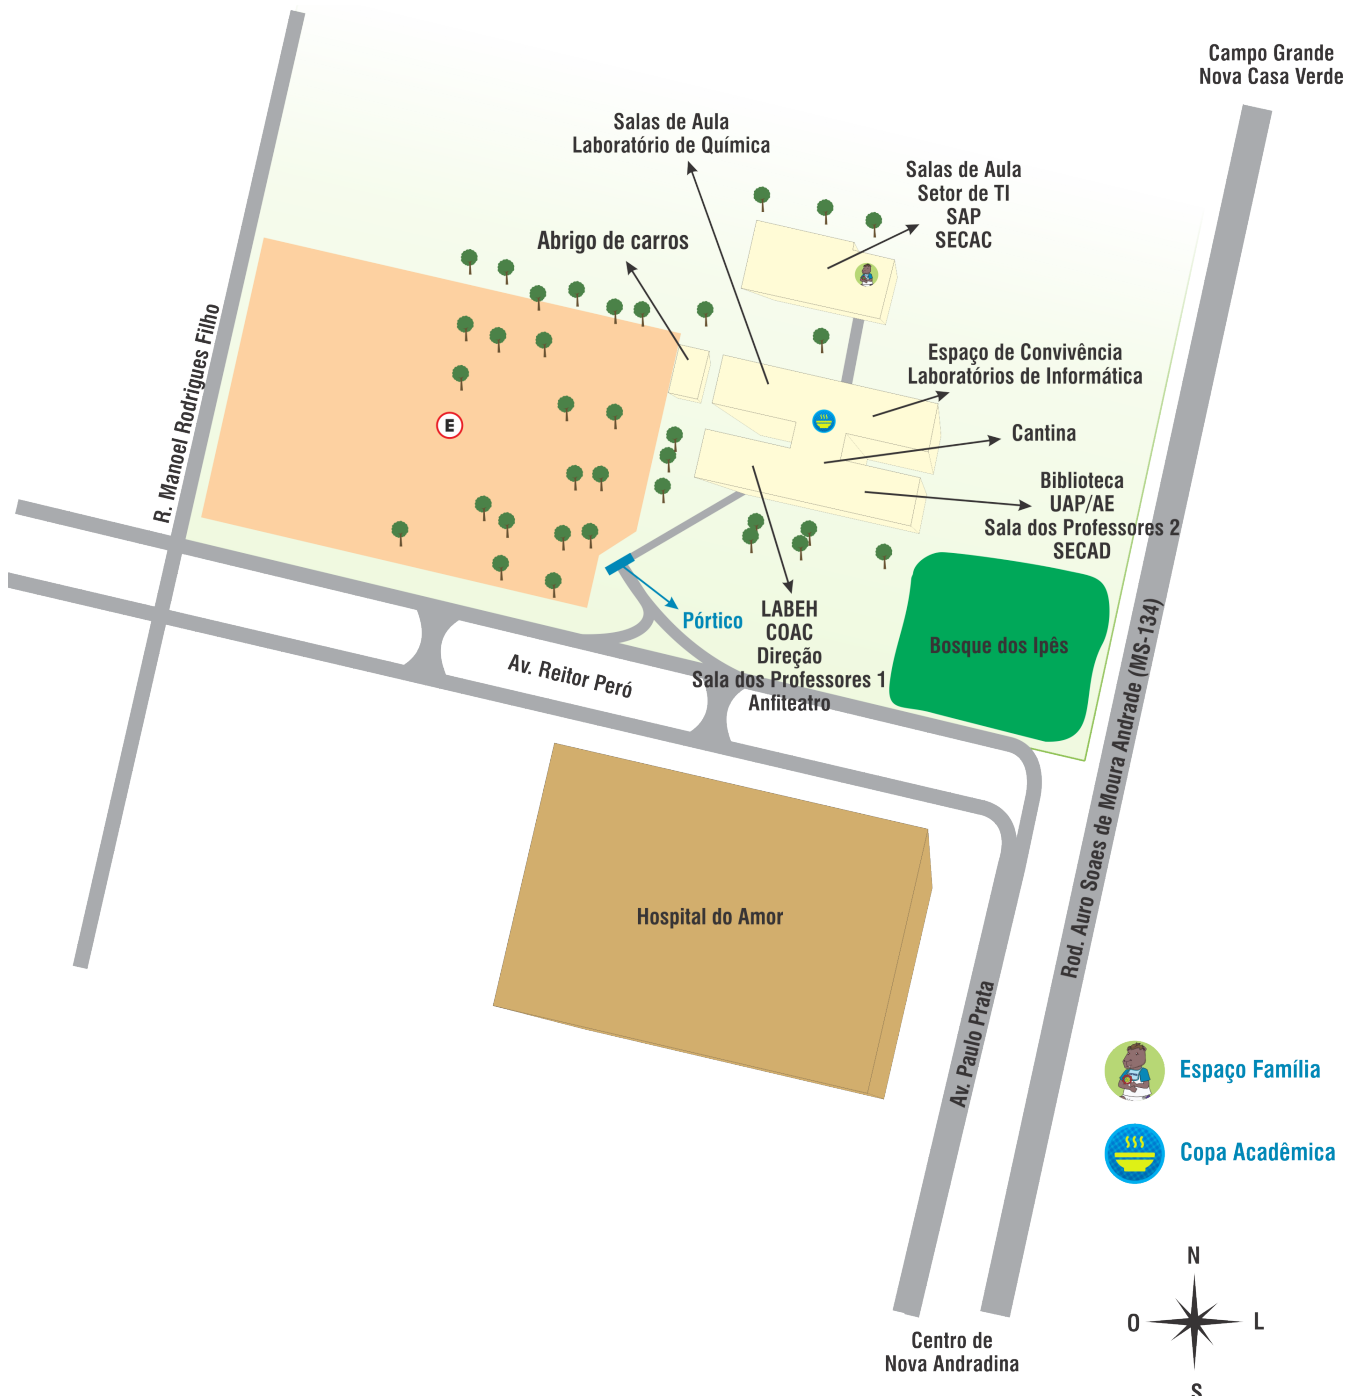 Campo Grande
Nova Casa Verde
Salas de Aula
Laboratório de Química
Salas de Aula
Setor de TI
SAP
SECAC
Abrigo de carros
R. Manoel Rodrigues Filho
Espaço de Convivência
Laboratórios de Informática
E
Cantina
Biblioteca
UAP/AE
Sala dos Professores 2
SECAD
Pórtico
LABEH
COAC
Direção
Sala dos Professores 1
Anfiteatro
Bosque dos Ipês
Av. Reitor Peró
Rod. Auro Soaes de Moura Andrade (MS-134)
Hospital do Amor
Av. Paulo Prata
Espaço Família
Copa Acadêmica
N
O
L
S
Centro de
Nova Andradina